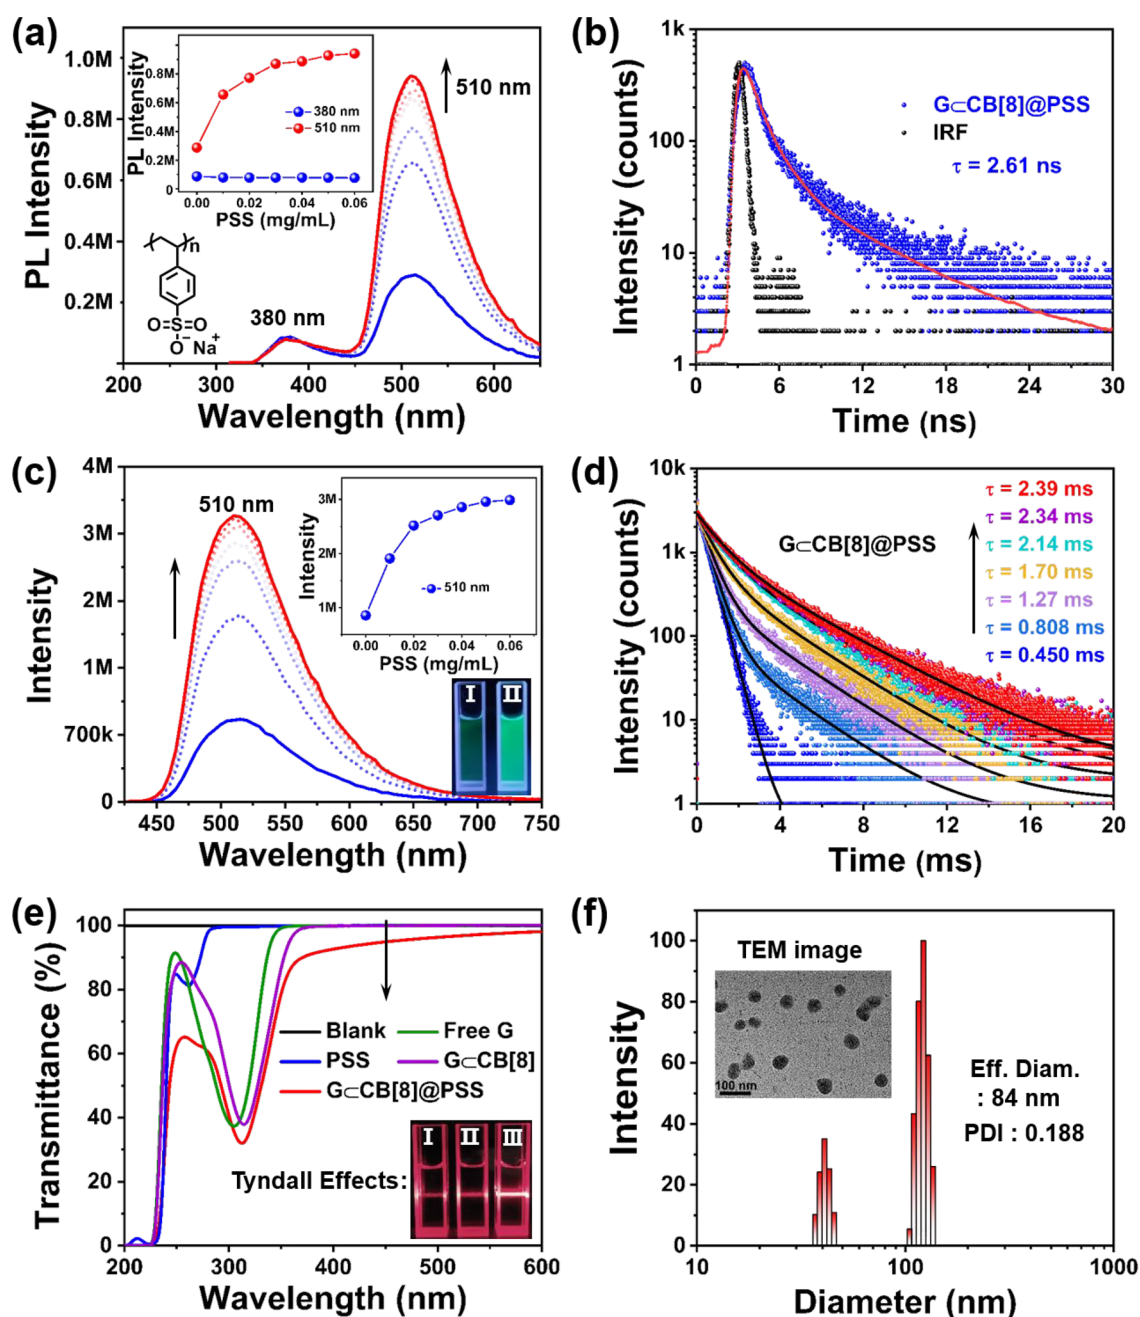 (a)
PL Intensity
1.0M
0.8M
0.6M
0.4M
0.2M
200 300 400 500 600
Wavelength (nm)
PL Intensity
0.8M
0.6M
0.4M
0.2M
0
0.00 0.02 0.04 0.06
PSS (mg/mL)
380 nm
510 nm
510 nm
380 nm
n
O=S=O
O⁻ Na⁺
(b)
Intensity (counts)
1k
100
10
1
0 6 12 18 24 30
Time (ns)
G⊂CB[8]@PSS
IRF
τ = 2.61 ns
(c)
Intensity
4M
3M
2M
1M
700k
0
450 500 550 600 650 700 750
Wavelength (nm)
510 nm
Intensity
3M
2M
1M
510 nm
0.00 0.02 0.04 0.06
PSS (mg/mL)
I II
(d)
Intensity (counts)
10k
1k
100
10
1
0 4 8 12 16 20
Time (ms)
G⊂CB[8]@PSS
τ = 2.39 ms
τ = 2.34 ms
τ = 2.14 ms
τ = 1.70 ms
τ = 1.27 ms
τ = 0.808 ms
τ = 0.450 ms
(e)
Transmittance (%)
100
80
60
40
20
0
200 300 400 500 600
Wavelength (nm)
Blank
Free G
PSS
G⊂CB[8]
G⊂CB[8]@PSS
Tyndall Effects:
I II III
(f)
Intensity
100
80
60
40
20
0
10 100 1000
Diameter (nm)
TEM image
100 nm
Eff. Diam.
: 84 nm
PDI : 0.188